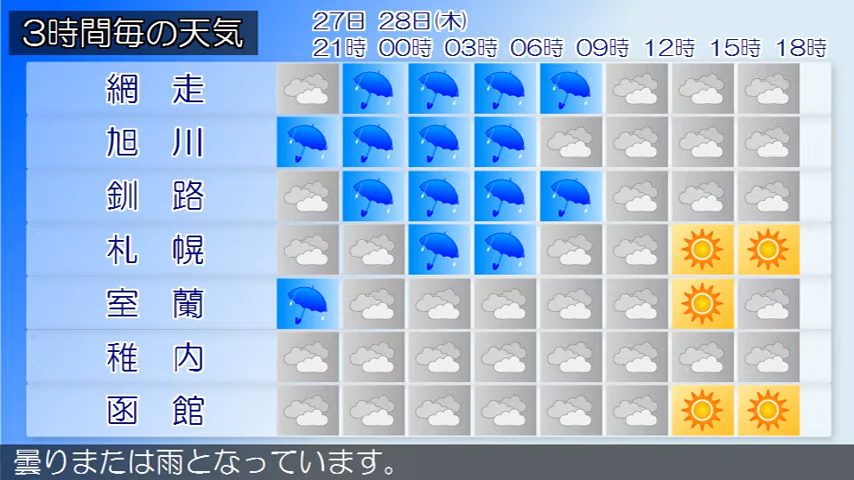 3時間毎の天気
27日 28日(木)
21時 00時 03時 06時 09時 12時 15時 18時
網 走
旭 川
釧 路
札 幌
室 蘭
稚 内
函 館
曇りまたは雨となっています。